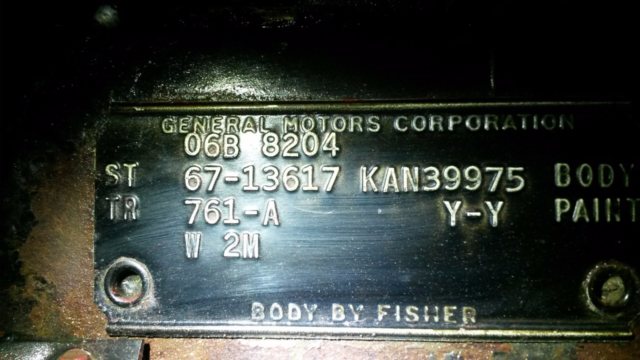 GENERAL MOTORS CORPORATION
06B 8204
ST 67-13617 KAN39975 BODY
TR 761-A Y-Y PAINT
W 2M
BODY BY FISHER